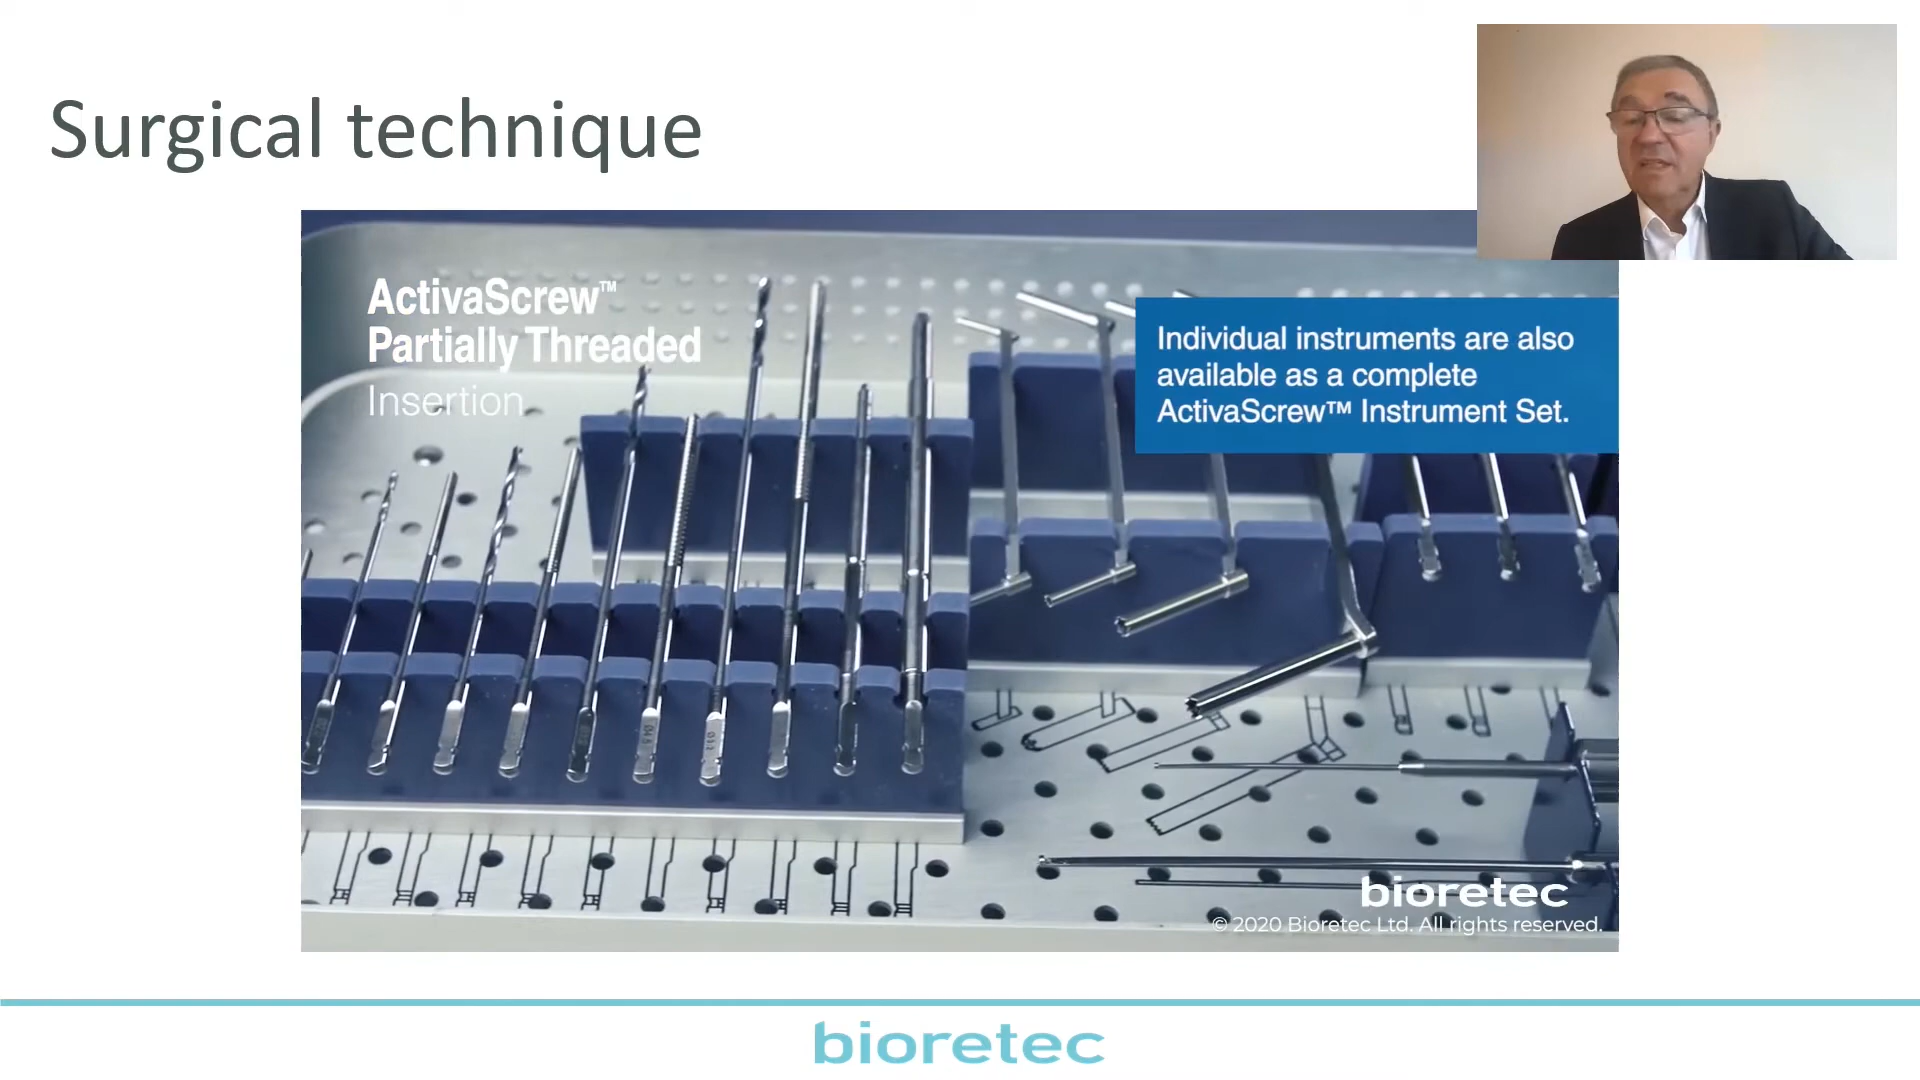 Surgical technique
ActivaScrew™
Partially Threaded
Insertion
Individual instruments are also
available as a complete
ActivaScrew™ Instrument Set.
bioretec
© 2020 Bioretec Ltd. All rights reserved.
bioretec